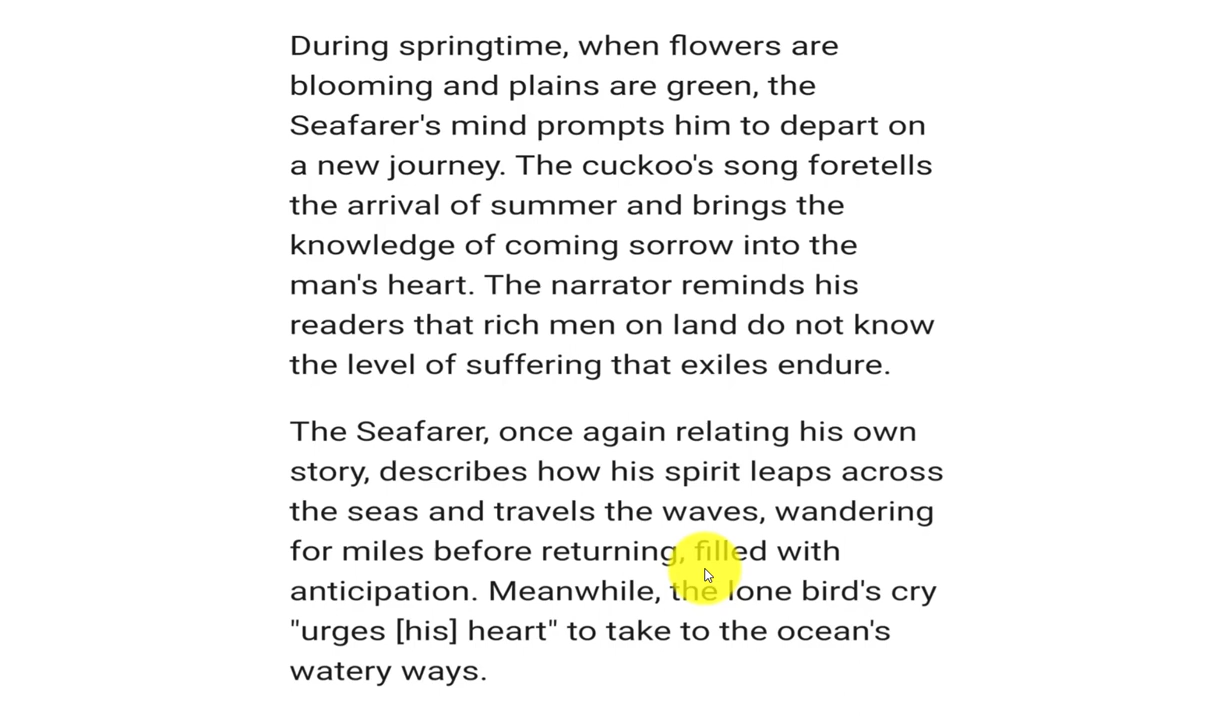 During springtime, when flowers are
blooming and plains are green, the
Seafarer's mind prompts him to depart on
a new journey. The cuckoo's song foretells
the arrival of summer and brings the
knowledge of coming sorrow into the
man's heart. The narrator reminds his
readers that rich men on land do not know
the level of suffering that exiles endure.
The Seafarer, once again relating his own
story, describes how his spirit leaps across
the seas and travels the waves, wandering
for miles before returning, filled with
anticipation. Meanwhile, the lone bird's cry
"urges [his] heart" to take to the ocean's
watery ways.